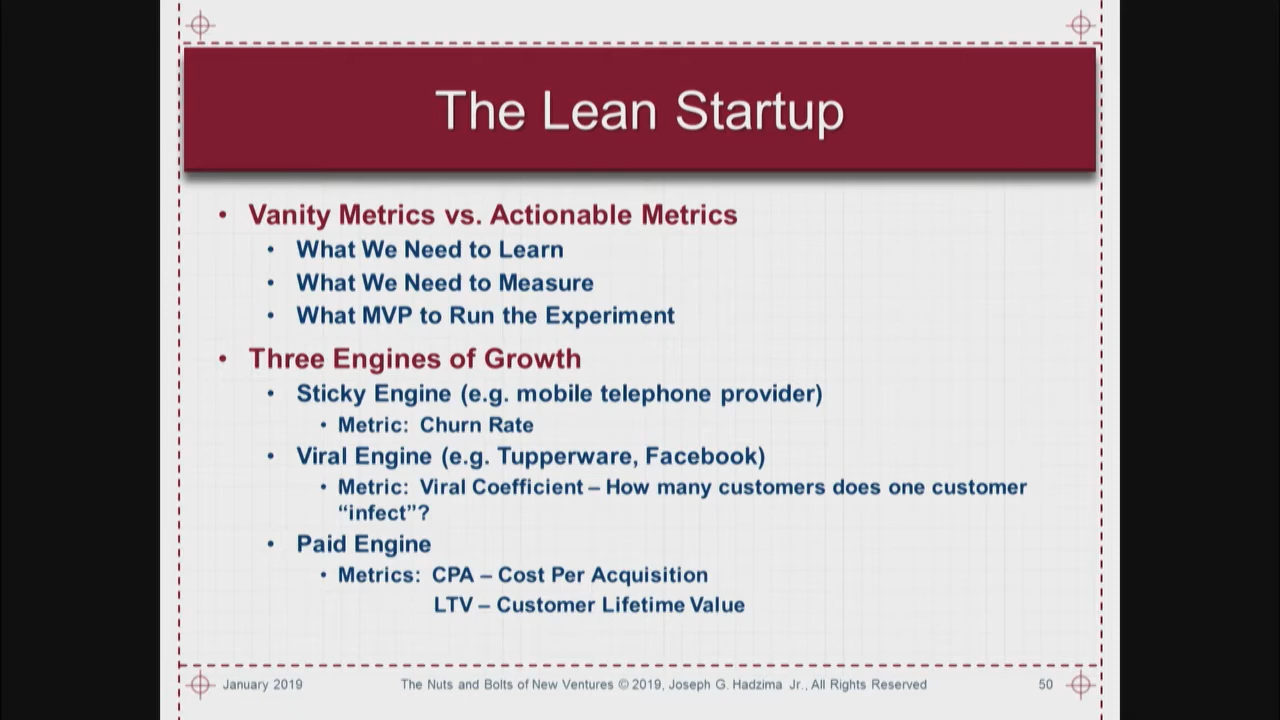 The Lean Startup
• Vanity Metrics vs. Actionable Metrics
• What We Need to Learn
• What We Need to Measure
• What MVP to Run the Experiment
• Three Engines of Growth
• Sticky Engine (e.g. mobile telephone provider)
• Metric: Churn Rate
• Viral Engine (e.g. Tupperware, Facebook)
• Metric: Viral Coefficient – How many customers does one customer
“infect”?
• Paid Engine
• Metrics: CPA – Cost Per Acquisition
LTV – Customer Lifetime Value
January 2019 The Nuts and Bolts of New Ventures © 2019, Joseph G. Hadzima Jr., All Rights Reserved 50